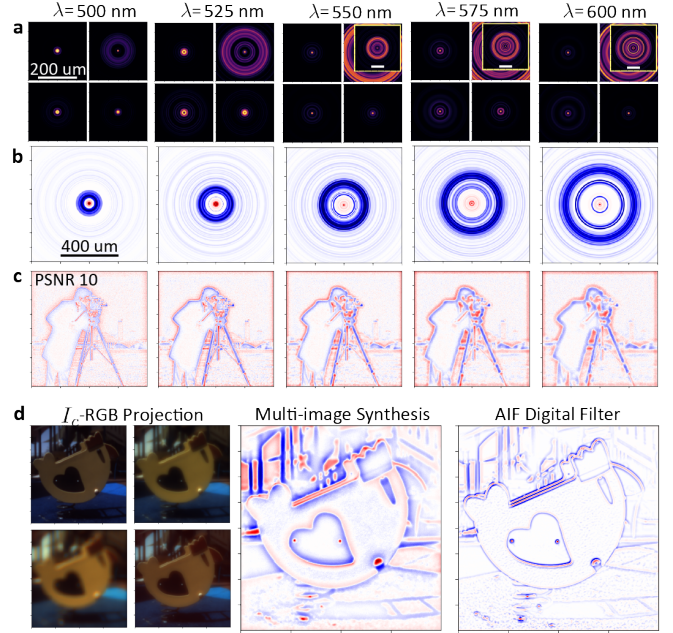 λ= 500 nm
λ= 525 nm
λ= 550 nm
λ= 575 nm
λ= 600 nm
a
200 um
b
400 um
c
PSNR 10
d
I_C-RGB Projection
Multi-image Synthesis
AIF Digital Filter